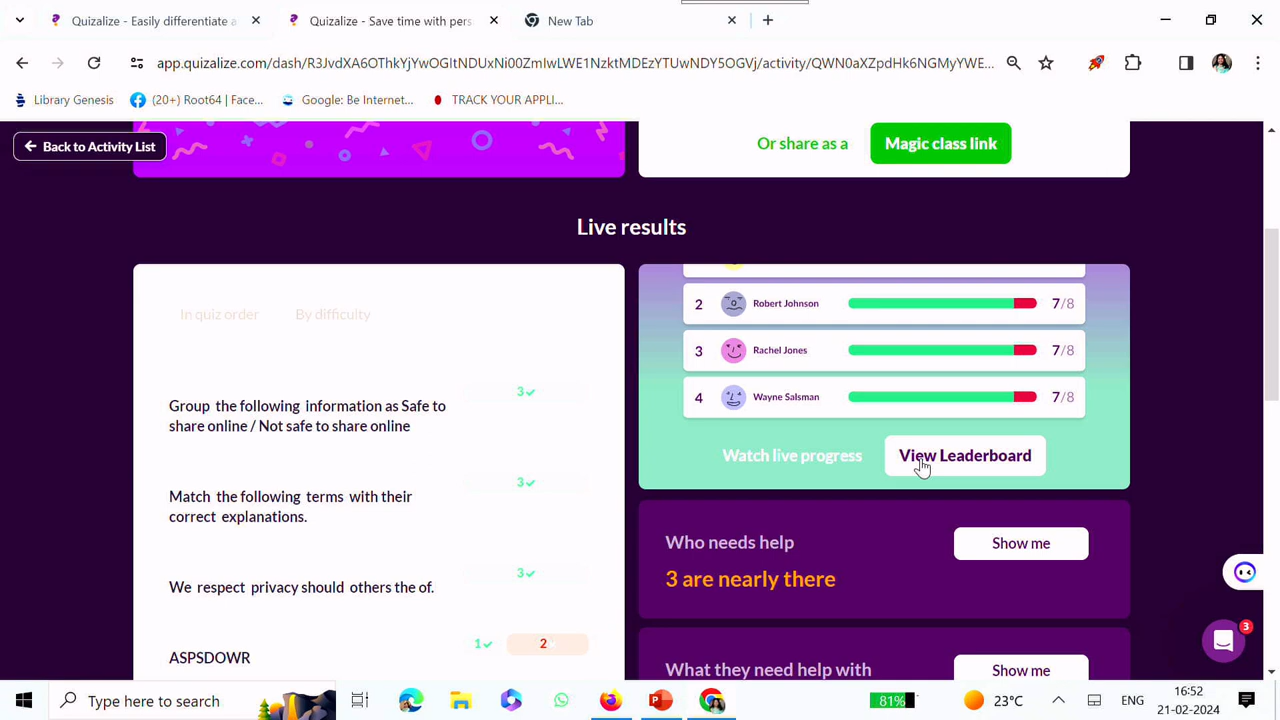 Quizalize - Easily differentiate a
Quizalize - Save time with pers
New Tab
app.quizalize.com/dash/R3JvdXA6OThkYjYwOGItNDUxNi00ZmIwLWE1NzktMDEzYTUwNDY5OGVj/activity/QWN0aXZpdHk6NGMyYWE...
Library Genesis
(20+) Root64 | Face...
Google: Be Internet...
TRACK YOUR APPLI...
Back to Activity List
Or share as a
Magic class link
Live results
In quiz order
By difficulty
Group the following information as Safe to
share online / Not safe to share online
3
Match the following terms with their
correct explanations.
3
We respect privacy should others the of.
3
ASPSDOWR
1
2
2 Robert Johnson 7/8
3 Rachel Jones 7/8
4 Wayne Salsman 7/8
Watch live progress
View Leaderboard
Who needs help
Show me
3 are nearly there
What they need help with
Show me
3
Type here to search
81%
23°C
ENG
16:52
21-02-2024